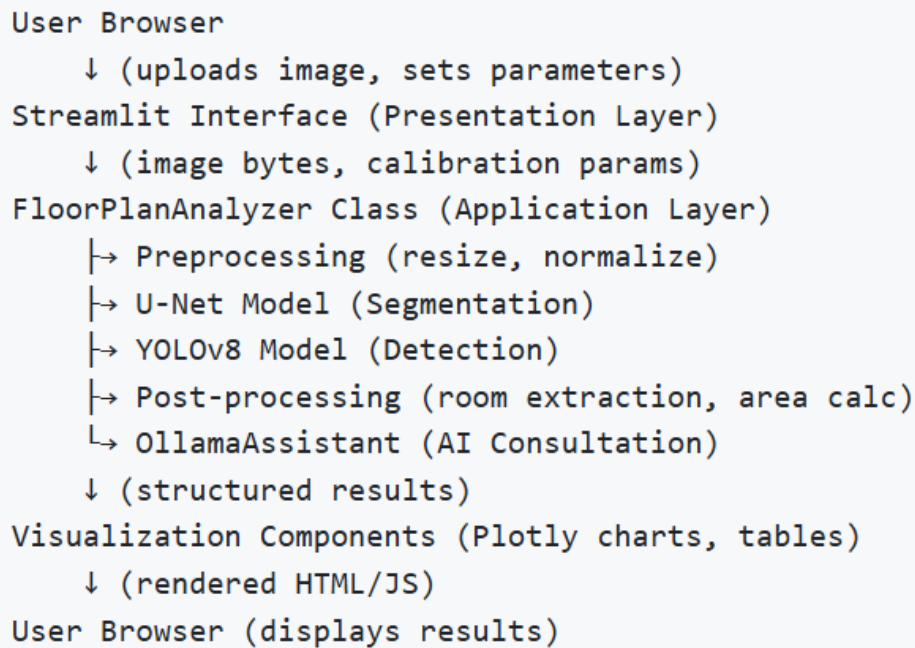 User Browser
    ↓ (uploads image, sets parameters)
Streamlit Interface (Presentation Layer)
    ↓ (image bytes, calibration params)
FloorPlanAnalyzer Class (Application Layer)
    ├→ Preprocessing (resize, normalize)
    ├→ U-Net Model (Segmentation)
    ├→ YOLOv8 Model (Detection)
    ├→ Post-processing (room extraction, area calc)
    └→ OllamaAssistant (AI Consultation)
    ↓ (structured results)
Visualization Components (Plotly charts, tables)
    ↓ (rendered HTML/JS)
User Browser (displays results)